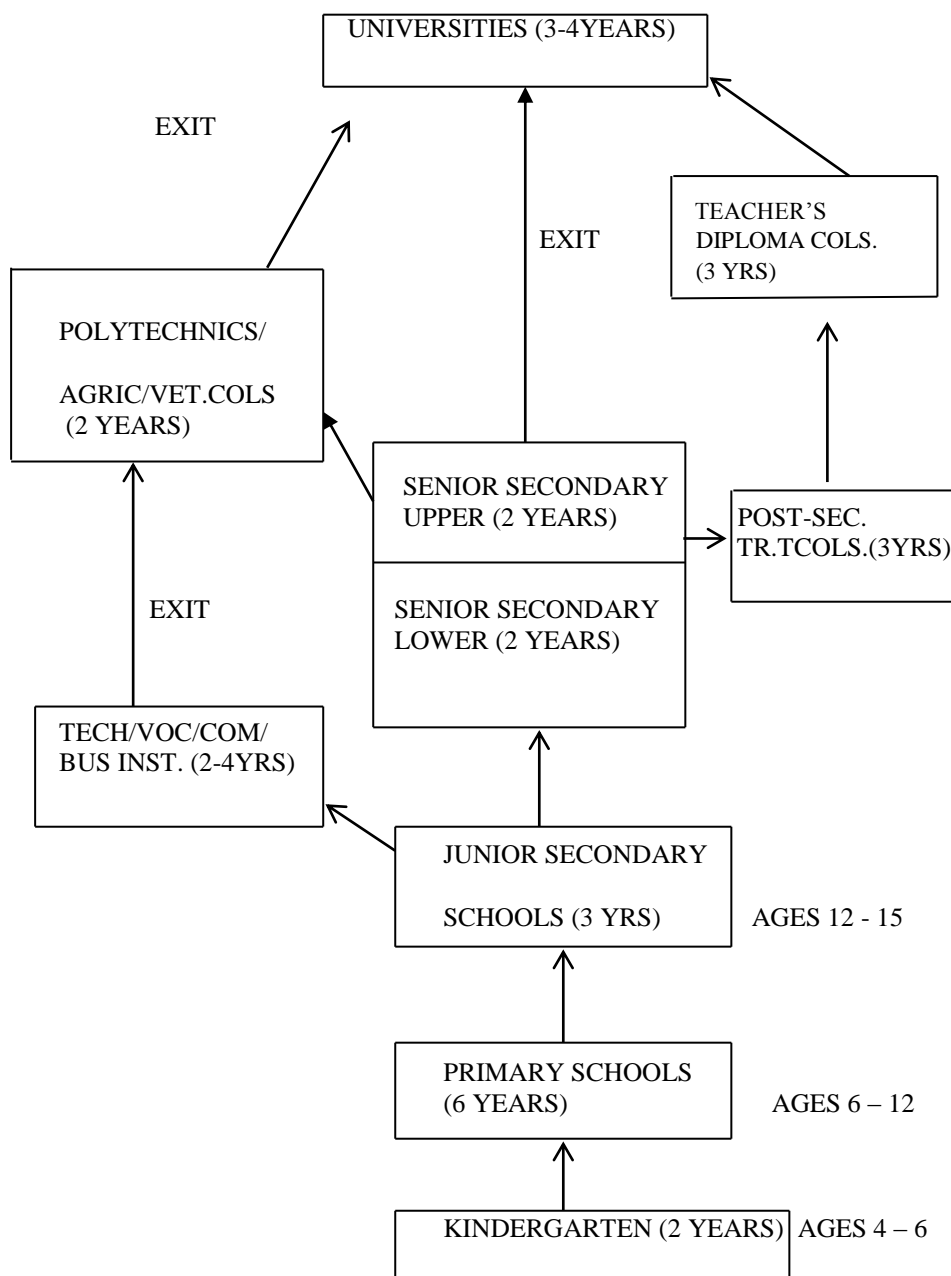 UNIVERSITIES (3-4YEARS)
EXIT
TEACHER’S
DIPLOMA COLS.
(3 YRS)
EXIT
POLYTECHNICS/
AGRIC/VET.COLS
(2 YEARS)
SENIOR SECONDARY
UPPER (2 YEARS)
POST-SEC.
TR.TCOLS.(3YRS)
EXIT
SENIOR SECONDARY
LOWER (2 YEARS)
TECH/VOC/COM/
BUS INST. (2-4YRS)
JUNIOR SECONDARY
SCHOOLS (3 YRS)
AGES 12 - 15
PRIMARY SCHOOLS
(6 YEARS)
AGES 6 – 12
KINDERGARTEN (2 YEARS)
AGES 4 – 6